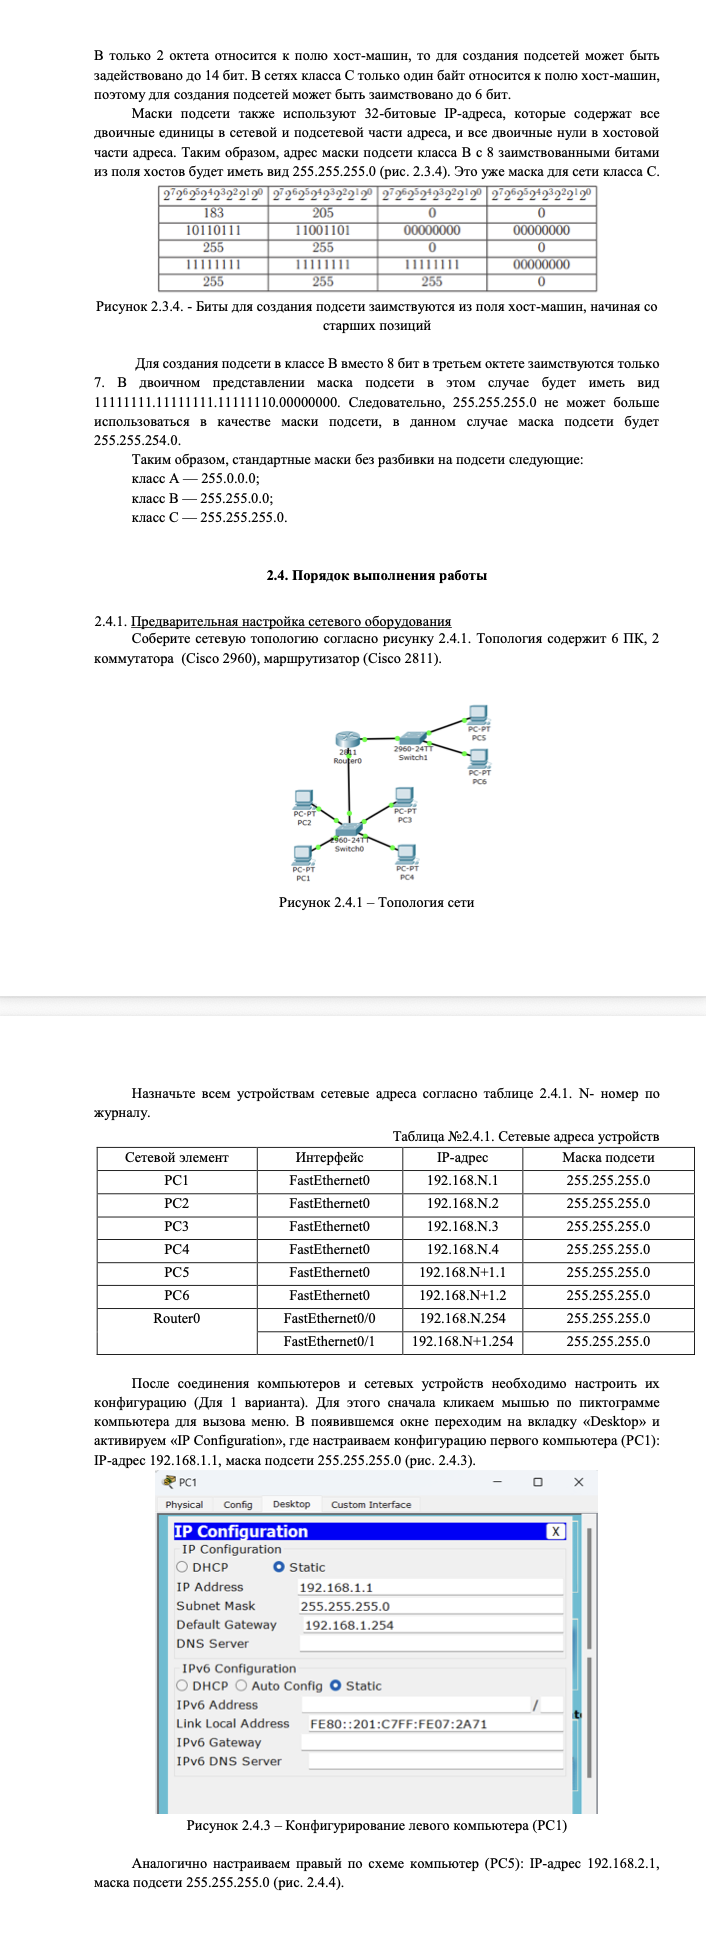 В только 2 октета относится к полю хост-машин, то для создания подсетей может быть
задействовано до 14 бит. В сетях класса С только один байт относится к полю хост-машин,
поэтому для создания подсетей может быть заимствовано до 6 бит.
Маски подсети также используют 32-битовые IP-адреса, которые содержат все
двоичные единицы в сетевой и подсетевой части адреса, и все двоичные нули в хостовой
части адреса. Таким образом, адрес маски подсети класса В с 8 заимствованными битами
из поля хостов будет иметь вид 255.255.255.0 (рис. 2.3.4). Это уже маска для сети класса С.
2⁷2⁶2⁵2⁴2³2²2¹2⁰ 2⁷2⁶2⁵2⁴2³2²2¹2⁰ 2⁷2⁶2⁵2⁴2³2²2¹2⁰ 2⁷2⁶2⁵2⁴2³2²2¹2⁰
183 205 0 0
10110111 11001101 00000000 00000000
255 255 0 0
11111111 11111111 11111111 00000000
255 255 255 0
Рисунок 2.3.4. - Биты для создания подсети заимствуются из поля хост-машин, начиная со
старших позиций
Для создания подсети в классе В вместо 8 бит в третьем октете заимствуются только
7. В двоичном представлении маска подсети в этом случае будет иметь вид
11111111.11111111.11111110.00000000. Следовательно, 255.255.255.0 не может больше
использоваться в качестве маски подсети, в данном случае маска подсети будет
255.255.254.0.
Таким образом, стандартные маски без разбивки на подсети следующие:
класс А — 255.0.0.0;
класс В — 255.255.0.0;
класс С — 255.255.255.0.
2.4. Порядок выполнения работы
2.4.1. Предварительная настройка сетевого оборудования
Соберите сетевую топологию согласно рисунку 2.4.1. Топология содержит 6 ПК, 2
коммутатора (Cisco 2960), маршрутизатор (Cisco 2811).
PC-PT
PC5
2811
Router0
2960-24TT
Switch1
PC-PT
PC6
PC-PT
PC2
PC-PT
PC3
2960-24TT
Switch0
PC-PT
PC1
PC-PT
PC4
Рисунок 2.4.1 – Топология сети
Назначьте всем устройствам сетевые адреса согласно таблице 2.4.1. N- номер по
журналу.
Таблица №2.4.1. Сетевые адреса устройств
Сетевой элемент Интерфейс IP-адрес Маска подсети
PC1 FastEthernet0 192.168.N.1 255.255.255.0
PC2 FastEthernet0 192.168.N.2 255.255.255.0
PC3 FastEthernet0 192.168.N.3 255.255.255.0
PC4 FastEthernet0 192.168.N.4 255.255.255.0
PC5 FastEthernet0 192.168.N+1.1 255.255.255.0
PC6 FastEthernet0 192.168.N+1.2 255.255.255.0
Router0 FastEthernet0/0 192.168.N.254 255.255.255.0
FastEthernet0/1 192.168.N+1.254 255.255.255.0
После соединения компьютеров и сетевых устройств необходимо настроить их
конфигурацию (Для 1 варианта). Для этого сначала кликаем мышью по пиктограмме
компьютера для вызова меню. В появившемся окне переходим на вкладку «Desktop» и
активируем «IP Configuration», где настраиваем конфигурацию первого компьютера (PC1):
IP-адрес 192.168.1.1, маска подсети 255.255.255.0 (рис. 2.4.3).
PC1
Physical Config Desktop Custom Interface
IP Configuration X
IP Configuration
DHCP Static
IP Address 192.168.1.1
Subnet Mask 255.255.255.0
Default Gateway 192.168.1.254
DNS Server
IPv6 Configuration
DHCP Auto Config Static
IPv6 Address /
Link Local Address FE80::201:C7FF:FE07:2A71
IPv6 Gateway
IPv6 DNS Server
Рисунок 2.4.3 – Конфигурирование левого компьютера (PC1)
Аналогично настраиваем правый по схеме компьютер (PC5): IP-адрес 192.168.2.1,
маска подсети 255.255.255.0 (рис. 2.4.4).